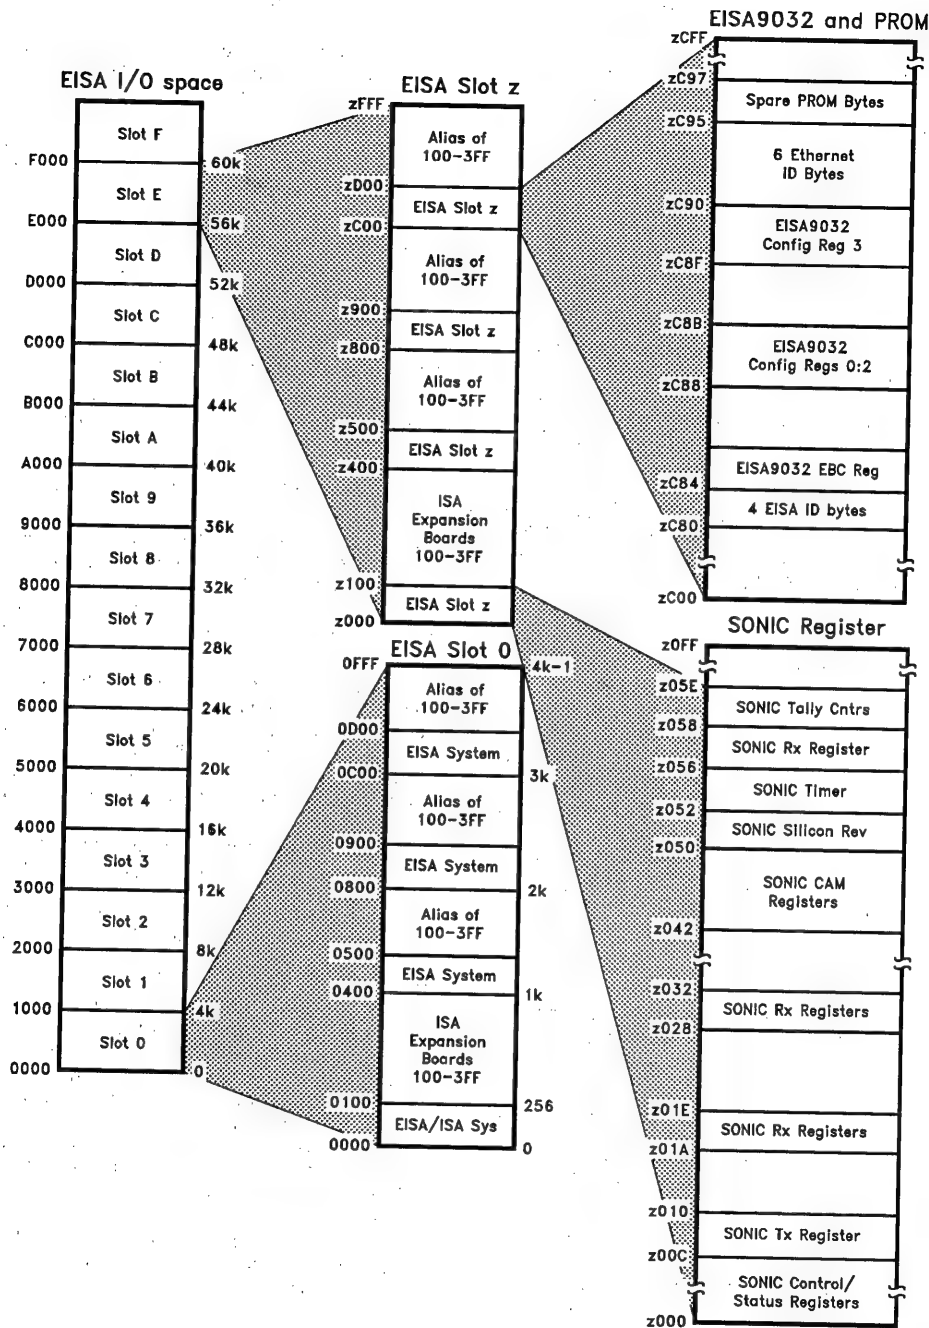 EISA I/O space
Slot F
F000
60k
Slot E
E000
56k
Slot D
D000
52k
Slot C
C000
48k
Slot B
B000
44k
Slot A
A000
40k
Slot 9
9000
36k
Slot 8
8000
32k
Slot 7
7000
28k
Slot 6
6000
24k
Slot 5
5000
20k
Slot 4
4000
16k
Slot 3
3000
12k
Slot 2
2000
8k
Slot 1
1000
4k
Slot 0
0000
0
EISA Slot z
zFFF
Alias of
100-3FF
zD00
EISA Slot z
zC00
Alias of
100-3FF
z900
EISA Slot z
z800
Alias of
100-3FF
z500
EISA Slot z
z400
ISA
Expansion
Boards
100-3FF
z100
EISA Slot z
z000
EISA Slot 0
0FFF
4k-1
Alias of
100-3FF
0D00
EISA System
0C00
3k
Alias of
100-3FF
0900
EISA System
0800
2k
Alias of
100-3FF
0500
EISA System
0400
1k
ISA
Expansion
Boards
100-3FF
0100
256
EISA/ISA Sys
0000
0
EISA9032 and PROM
zCFF
zC97
Spare PROM Bytes
zC95
6 Ethernet
ID Bytes
zC90
EISA9032
Config Reg 3
zC8F
zC8B
EISA9032
Config Regs 0:2
zC88
EISA9032 EBC Reg
zC84
4 EISA ID bytes
zC80
zC00
SONIC Register
z0FF
z05E
SONIC Tally Cntrs
z058
SONIC Rx Register
z056
SONIC Timer
z052
SONIC Silicon Rev
z050
SONIC CAM
Registers
z042
z032
SONIC Rx Registers
z028
z01E
SONIC Rx Registers
z01A
z010
SONIC Tx Register
z00C
SONIC Control/
Status Registers
z000